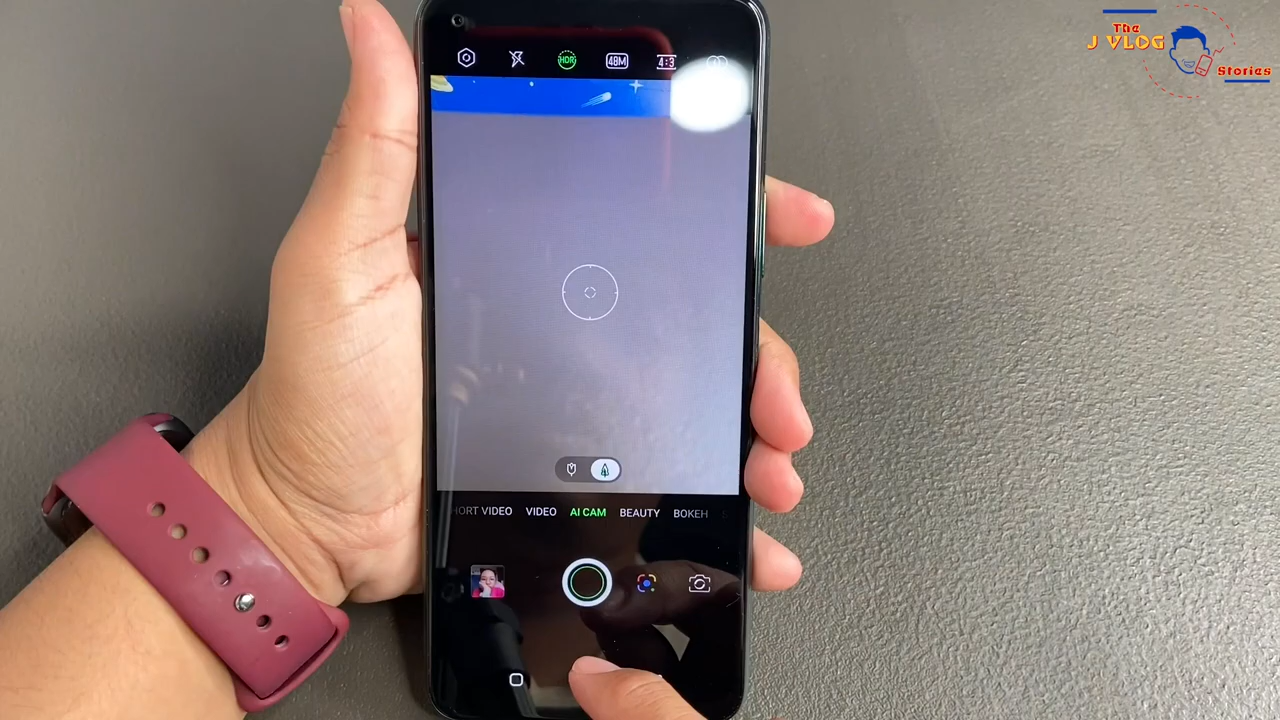 The
J VLOG
Stories
HDR
48M
4:3
HORT VIDEO VIDEO AI CAM BEAUTY BOKEH